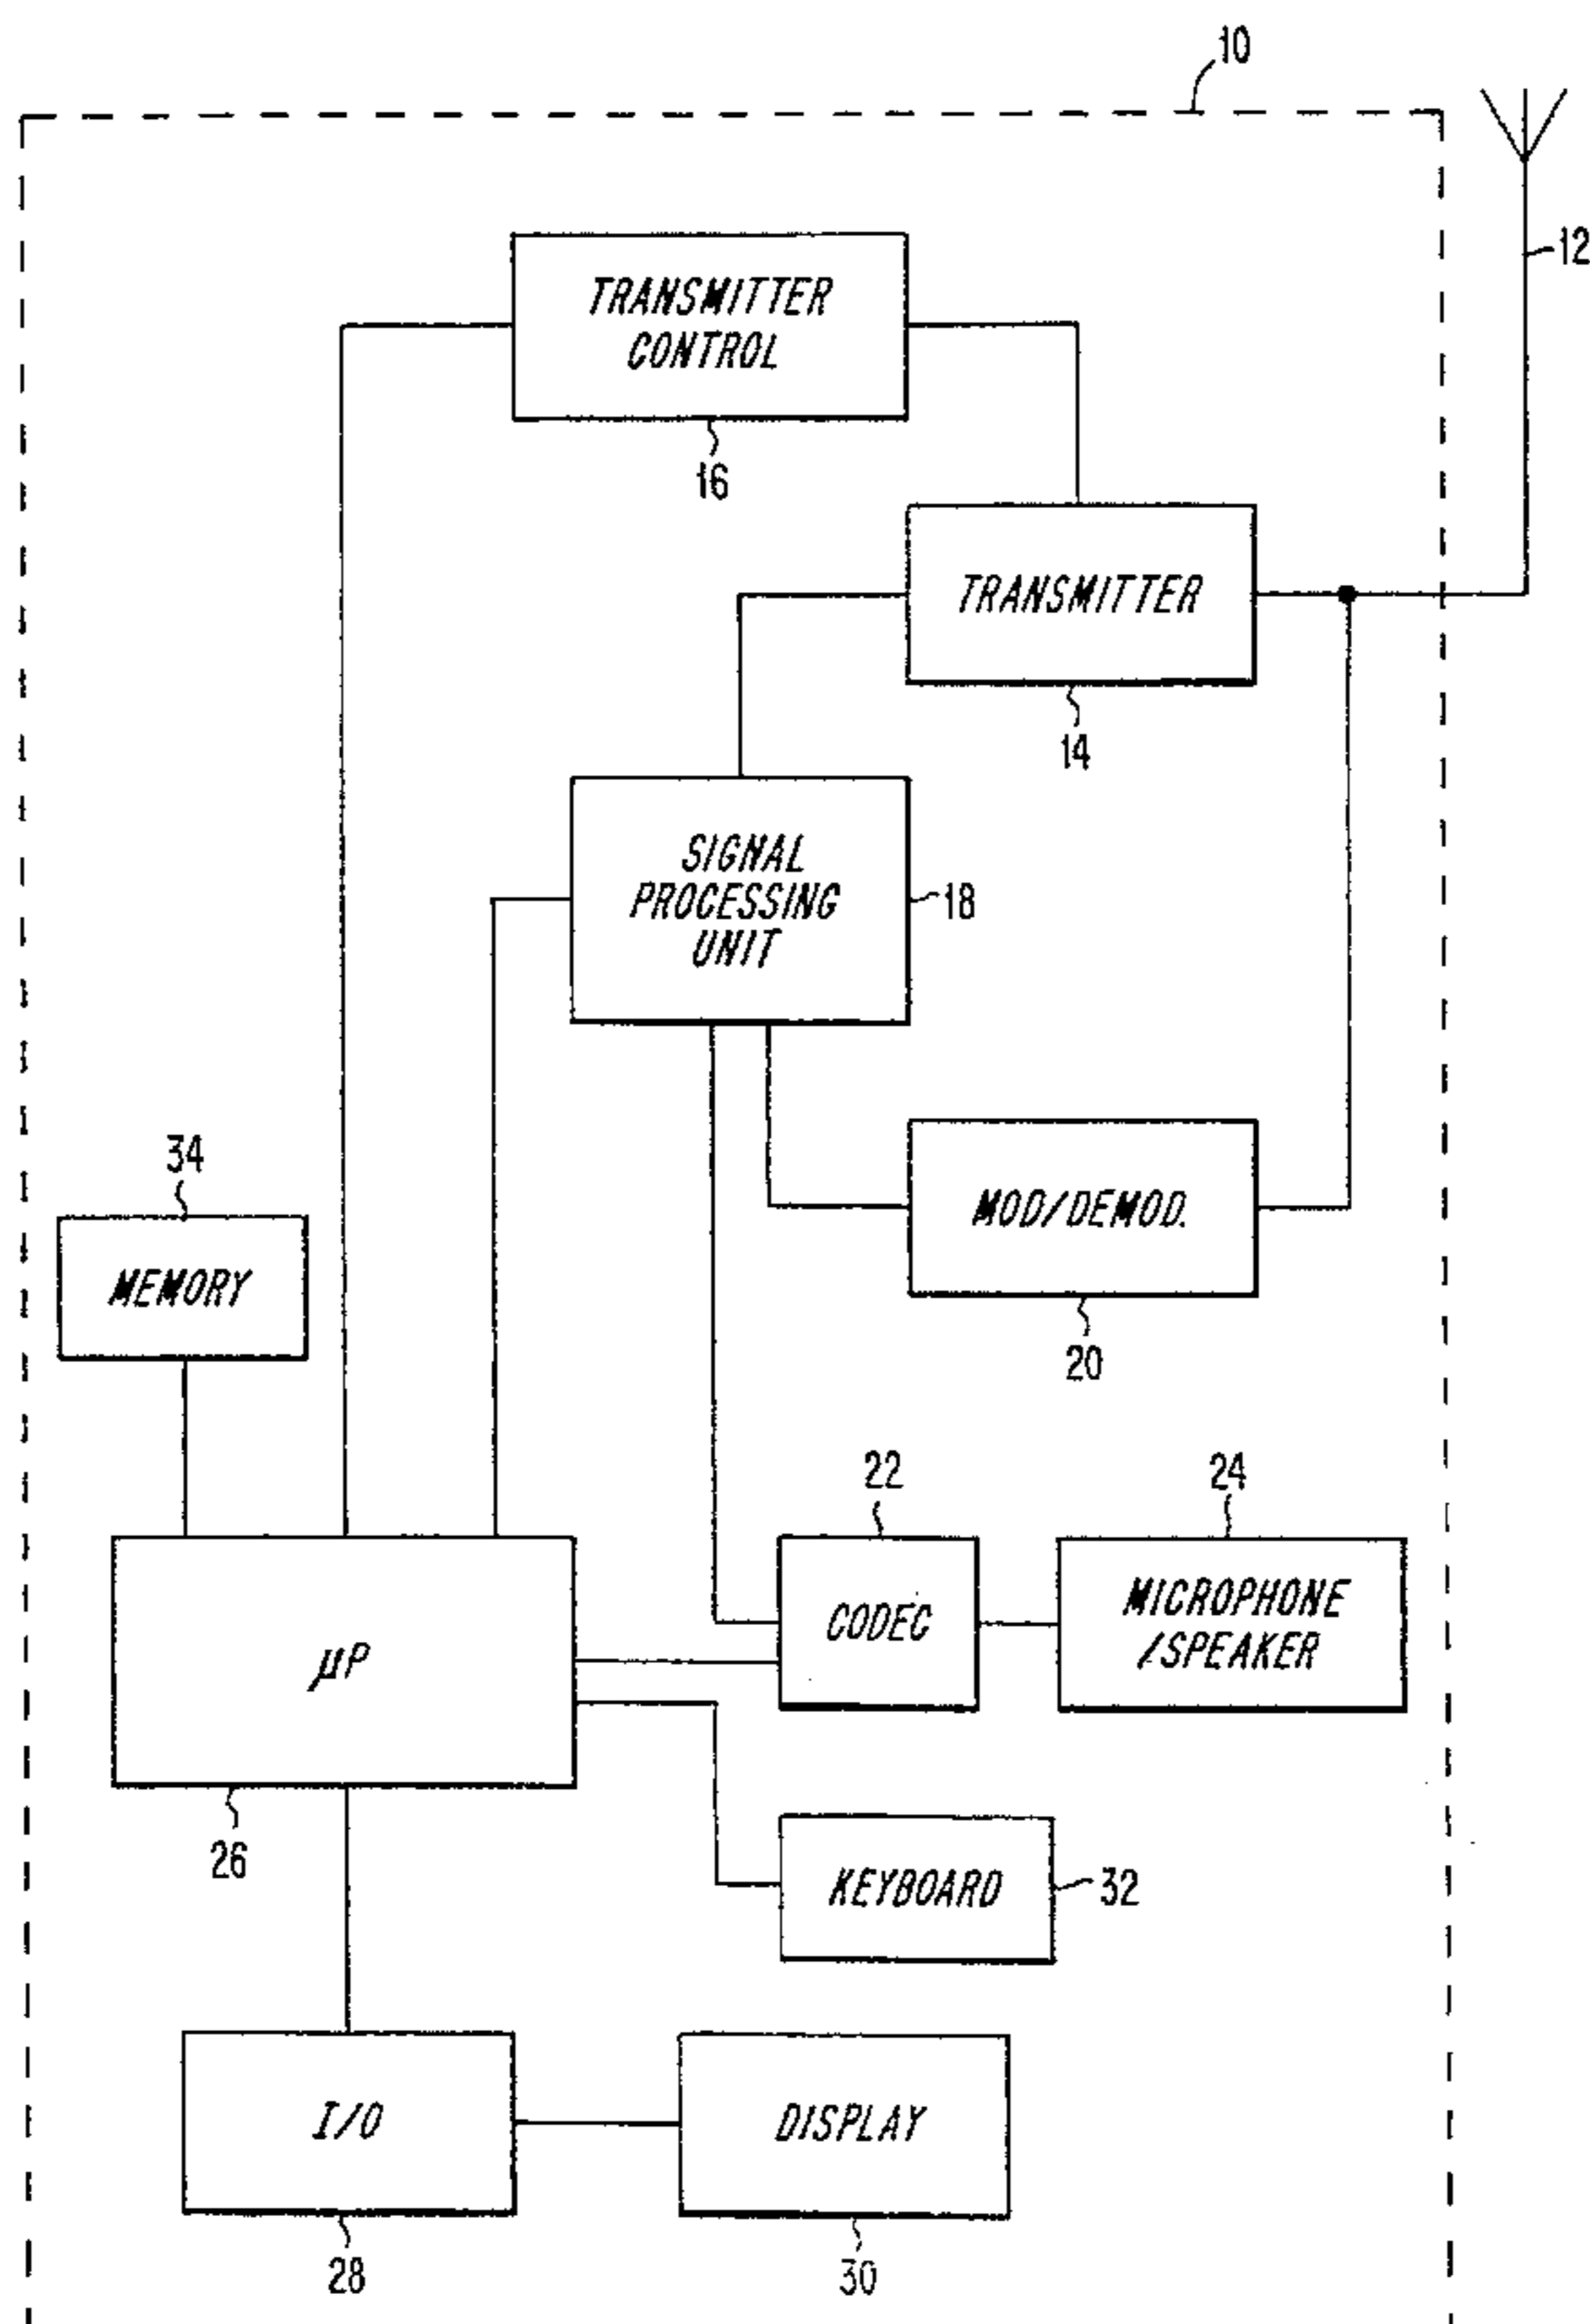 10
12
TRANSMITTER
CONTROL
16
TRANSMITTER
14
SIGNAL
PROCESSING
UNIT
18
34
MEMORY
MOD/DEMOD.
20
22
24
CODEC
MICROPHONE
/SPEAKER
µP
26
KEYBOARD
32
I/O
DISPLAY
28
30